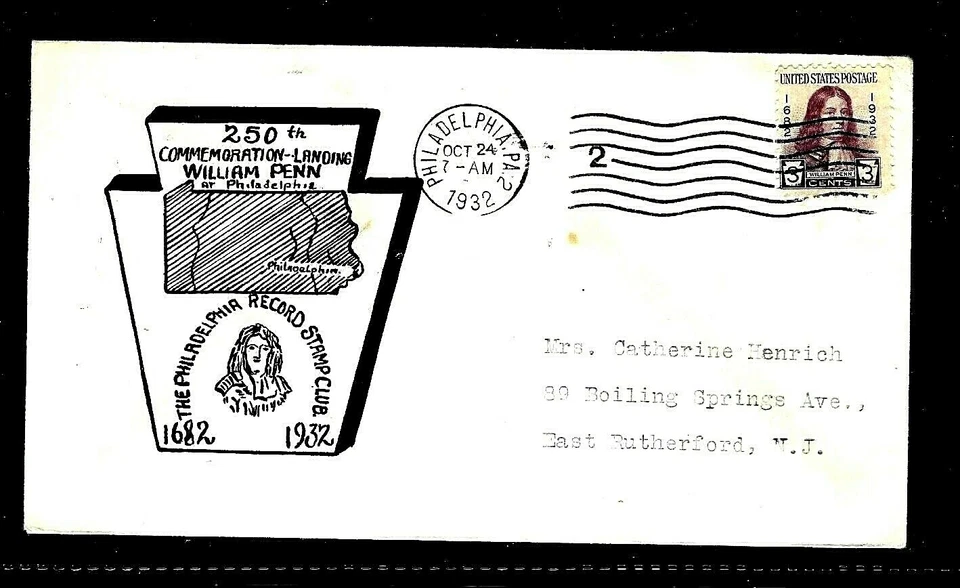 250 th
COMMEMORATION--LANDING
WILLIAM PENN
AT Philadelphia
Philadelphia.
THE PHILADELPHIA RECORD STAMP CLUB.
1682 1932
PHILADELPHIA, PA 2
OCT 24
7-AM
1932
2
UNITED STATES POSTAGE
1682 1932
WILLIAM PENN
3 CENTS 3
Mrs. Catherine Henrich
89 Boiling Springs Ave.,
East Rutherford, N.J.